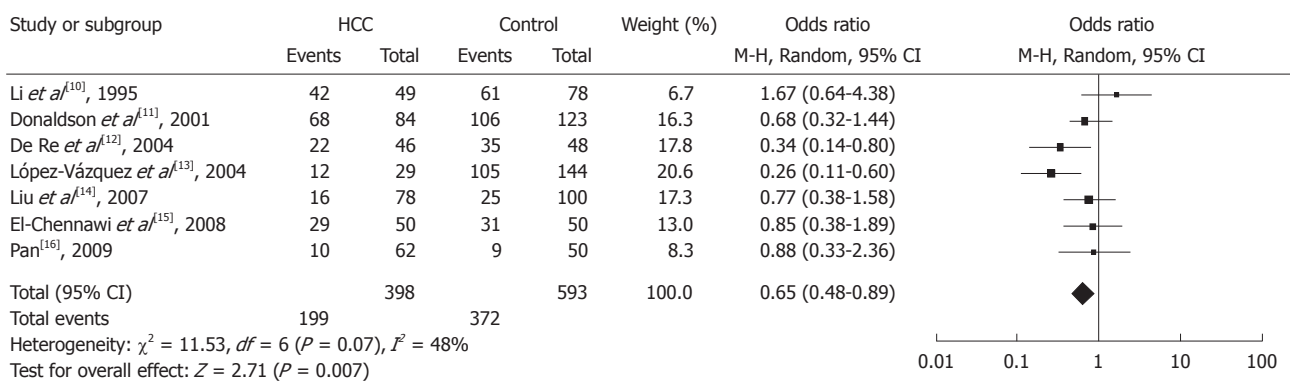 Study or subgroup HCC Control Weight (%) Odds ratio Odds ratio
Events Total Events Total M-H, Random, 95% CI M-H, Random, 95% CI
Li et al[10], 1995 42 49 61 78 6.7 1.67 (0.64-4.38)
Donaldson et al[11], 2001 68 84 106 123 16.3 0.68 (0.32-1.44)
De Re et al[12], 2004 22 46 35 48 17.8 0.34 (0.14-0.80)
López-Vázquez et al[13], 2004 12 29 105 144 20.6 0.26 (0.11-0.60)
Liu et al[14], 2007 16 78 25 100 17.3 0.77 (0.38-1.58)
El-Chennawi et al[15], 2008 29 50 31 50 13.0 0.85 (0.38-1.89)
Pan[16], 2009 10 62 9 50 8.3 0.88 (0.33-2.36)
Total (95% CI) 398 593 100.0 0.65 (0.48-0.89)
Total events 199 372
Heterogeneity: χ² = 11.53, df = 6 (P = 0.07), I² = 48%
Test for overall effect: Z = 2.71 (P = 0.007)
0.01 0.1 1 10 100